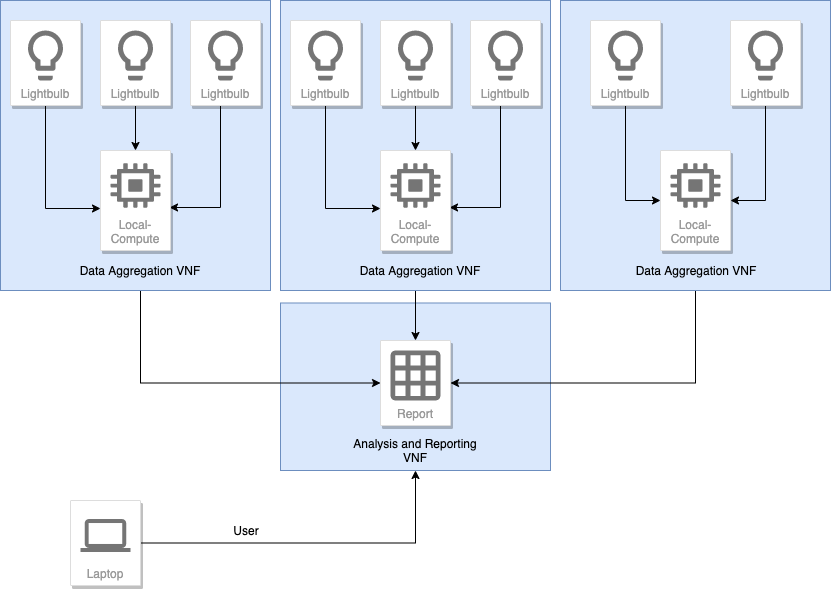 Lightbulb
Lightbulb
Lightbulb
Local-
Compute
Data Aggregation VNF
Lightbulb
Lightbulb
Lightbulb
Local-
Compute
Data Aggregation VNF
Lightbulb
Lightbulb
Local-
Compute
Data Aggregation VNF
Report
Analysis and Reporting
VNF
User
Laptop